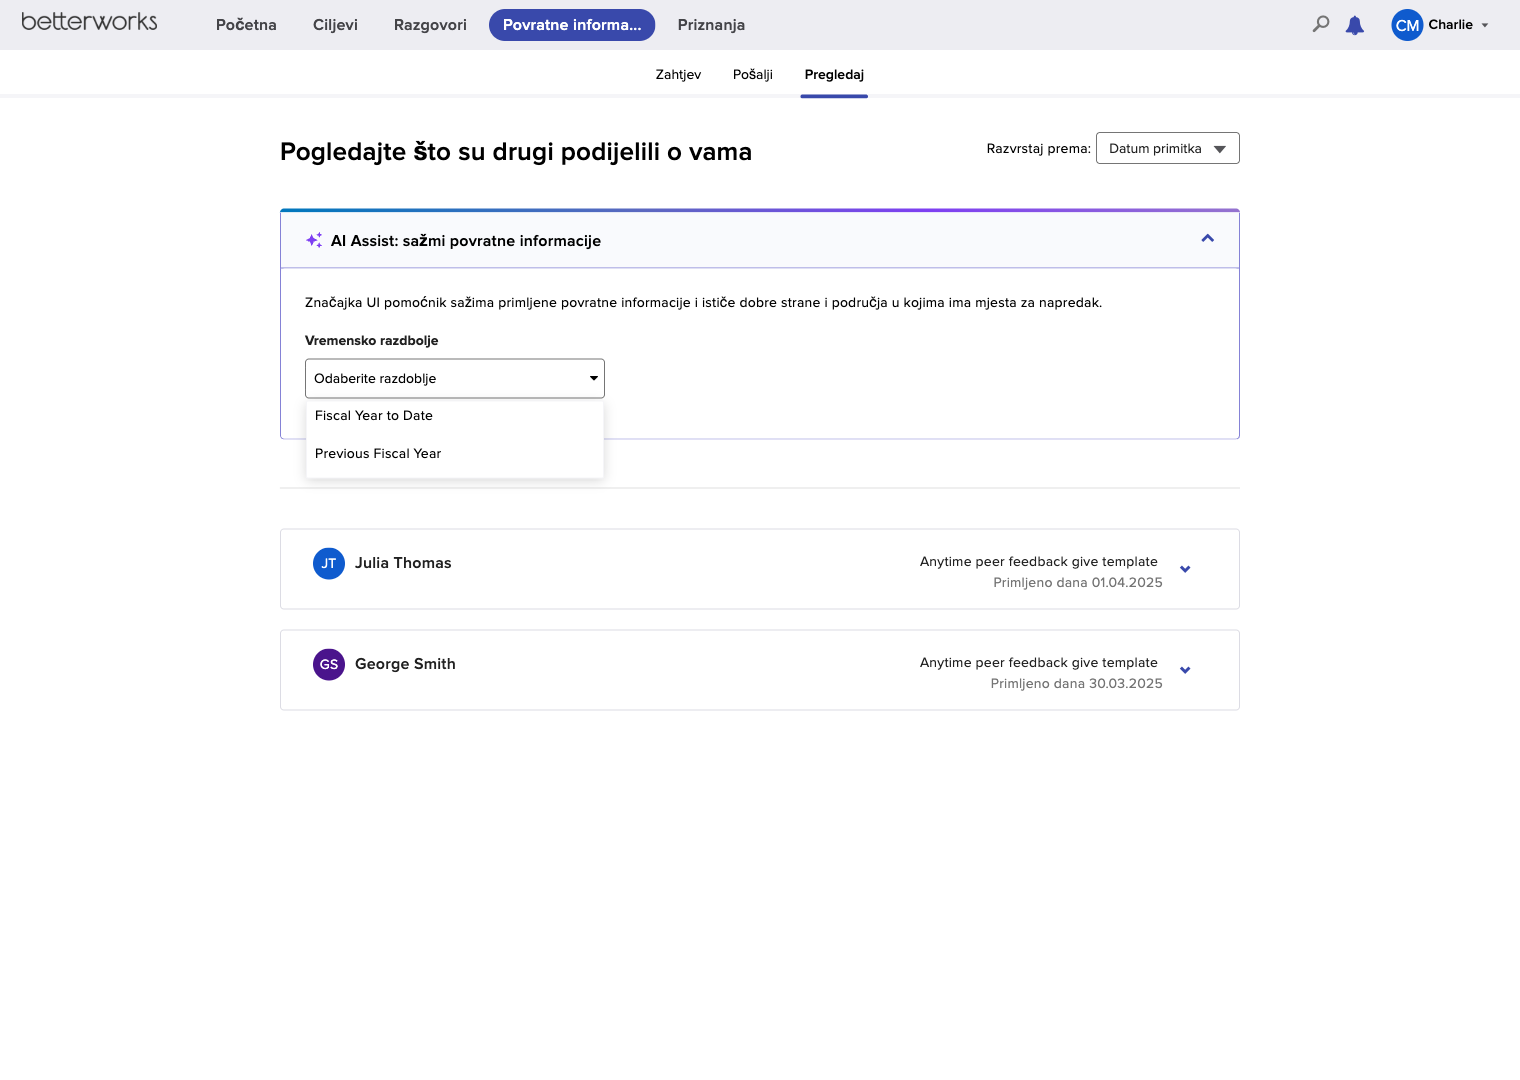 betterworks
Početna
Ciljevi
Razgovori
Povratne informa...
Priznanja
CM
Charlie
Zahtjev
Pošalji
Pregledaj
Pogledajte što su drugi podijelili o vama
Razvrstaj prema:
Datum primitka
AI Assist: sažmi povratne informacije
Značajka UI pomoćnik sažima primljene povratne informacije i ističe dobre strane i područja u kojima ima mjesta za napredak.
Vremensko razdbolje
Odaberite razdoblje
Fiscal Year to Date
Previous Fiscal Year
JT
Julia Thomas
Anytime peer feedback give template
Primljeno dana 01.04.2025
GS
George Smith
Anytime peer feedback give template
Primljeno dana 30.03.2025